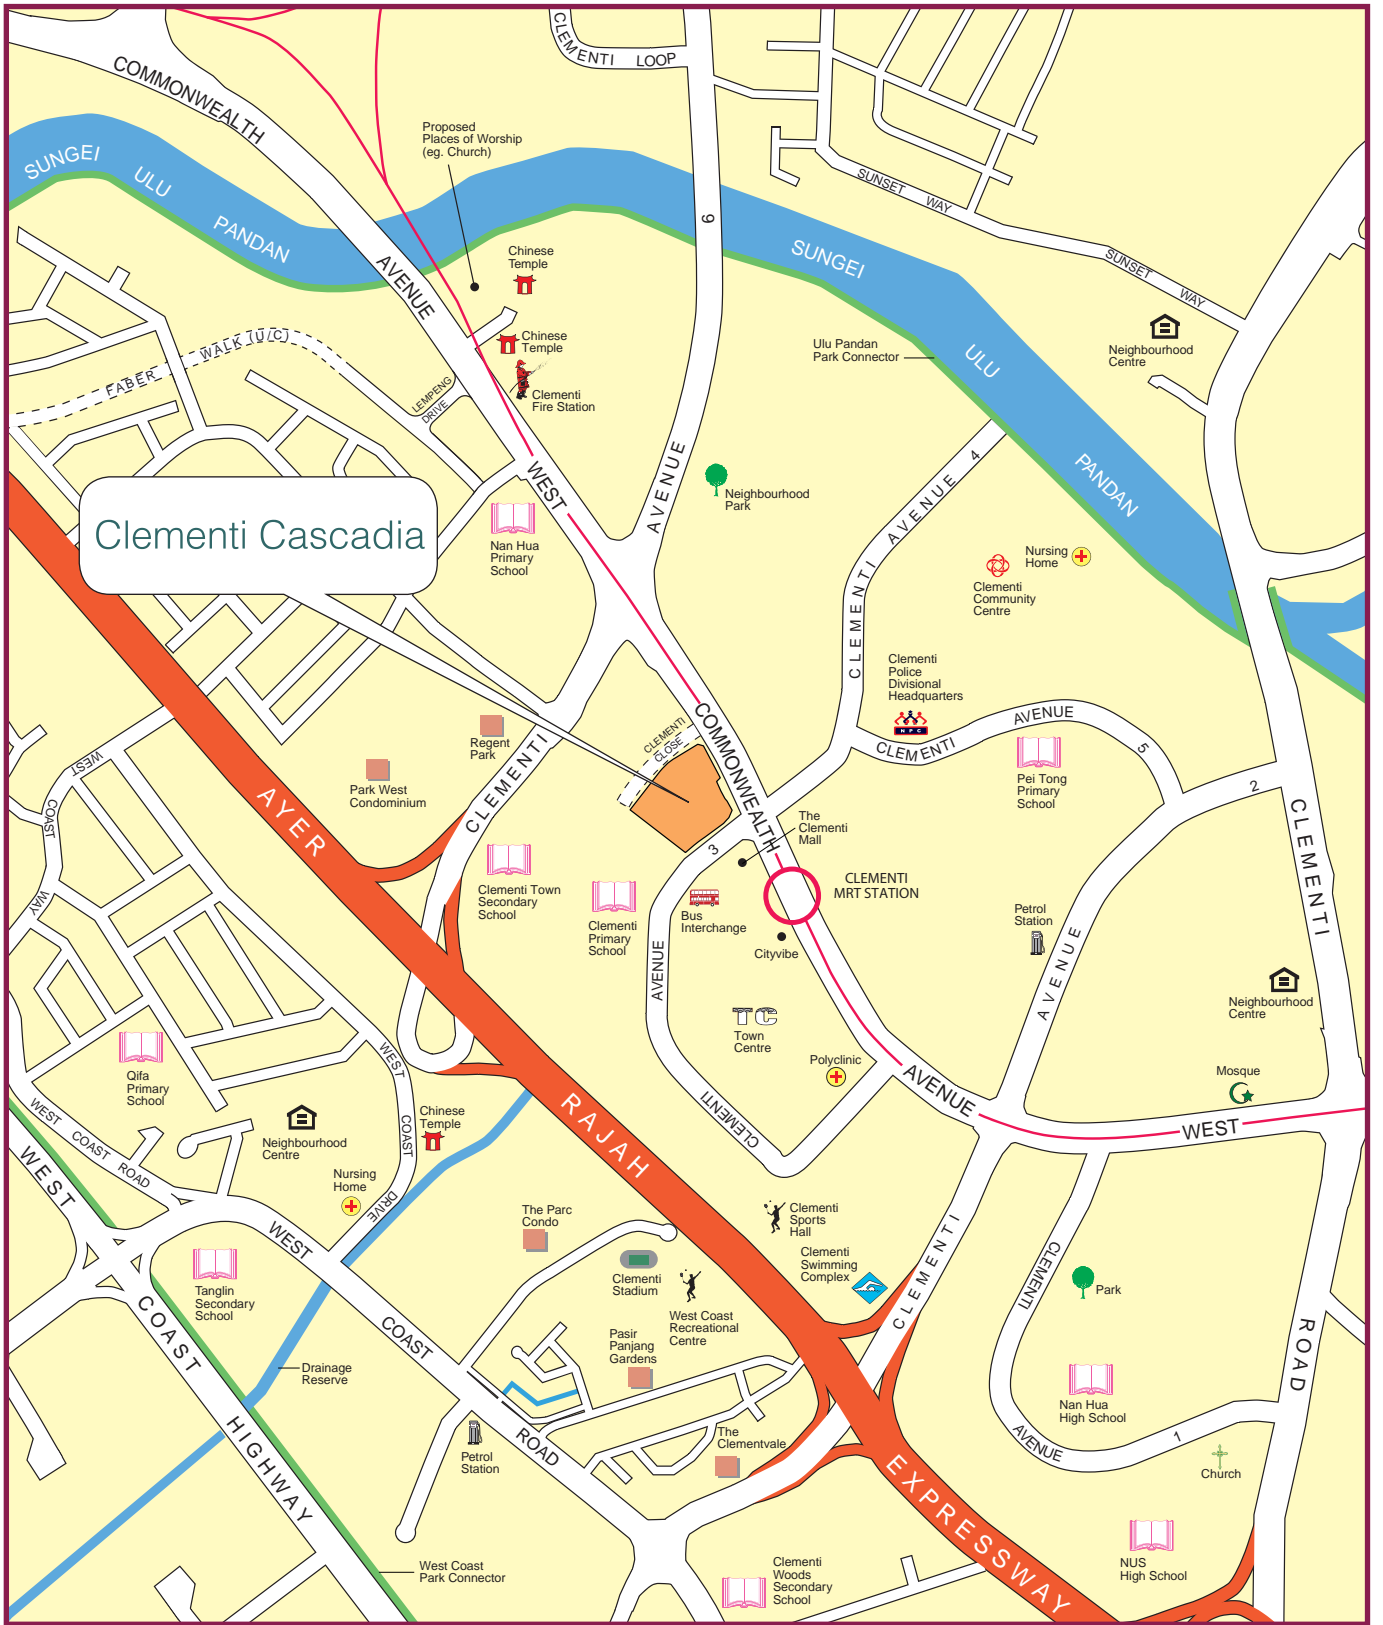 CLEMENTI LOOP
COMMONWEALTH
Proposed
Places of Worship
(eg. Church)
SUNGEI
ULU
PANDAN
SUNSET
WAY
6
SUNGEI
Chinese
Temple
AVENUE
SUNSET
WAY
Chinese
Temple
Neighbourhood
Centre
Ulu Pandan
Park Connector
ULU
FABER WALK (U/C)
LEMPENG
DRIVE
Clementi
Fire Station
WEST
AVENUE
4
AVENUE
PANDAN
Neighbourhood
Park
Clementi Cascadia
Nan Hua
Primary
School
Nursing
Home
Clementi
Community
Centre
CLEMENTI
Clementi
Police
Divisional
Headquarters
NPC
AVENUE
CLEMENTI
5
Regent
Park
CLEMENTI
CLOSE
COMMONWEALTH
CLEMENTI
Park West
Condominium
Pei Tong
Primary
School
2
WEST
COAST
WAY
AYER
The
Clementi
Mall
3
CLEMENTI
CLEMENTI
MRT STATION
Clementi Town
Secondary
School
Clementi
Primary
School
Bus
Interchange
Cityvibe
Petrol
Station
AVENUE
AVENUE
Neighbourhood
Centre
TC
Town
Centre
Polyclinic
Mosque
Qifa
Primary
School
WEST
COAST
DRIVE
WEST COAST ROAD
Chinese
Temple
Neighbourhood
Centre
Nursing
Home
RAJAH
CLEMENTI
AVENUE
WEST
WEST
The Parc
Condo
Clementi
Sports
Hall
Clementi
Swimming
Complex
CLEMENTI
CLEMENTI
WEST
Tanglin
Secondary
School
Clementi
Stadium
West Coast
Recreational
Centre
Park
COAST
COAST
Pasir
Panjang
Gardens
ROAD
Drainage
Reserve
Nan Hua
High School
HIGHWAY
Petrol
Station
ROAD
The
Clementvale
AVENUE
1
Church
EXPRESSWAY
West Coast
Park Connector
Clementi
Woods
Secondary
School
NUS
High School